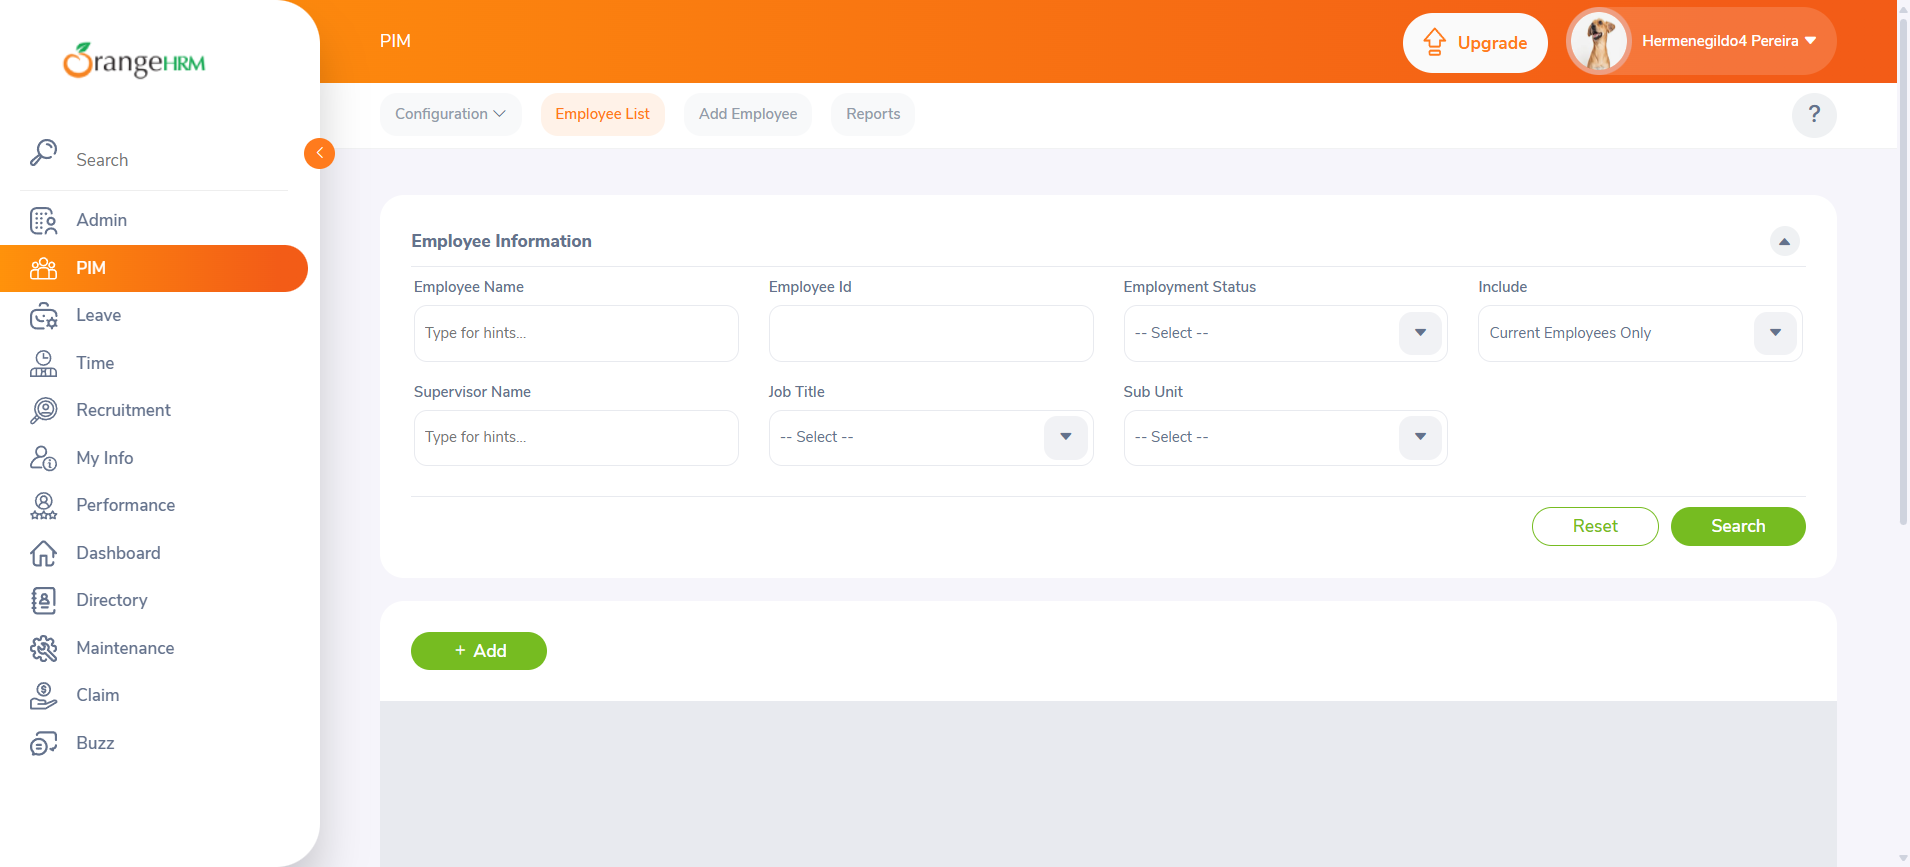 OrangeHRM
PIM
Upgrade
Hermenegildo4 Pereira
Search
Admin
PIM
Leave
Time
Recruitment
My Info
Performance
Dashboard
Directory
Maintenance
Claim
Buzz
Configuration
Employee List
Add Employee
Reports
?
Employee Information
Employee Name
Employee Id
Employment Status
Include
Type for hints...
-- Select --
Current Employees Only
Supervisor Name
Job Title
Sub Unit
Type for hints...
-- Select --
-- Select --
Reset
Search
+ Add